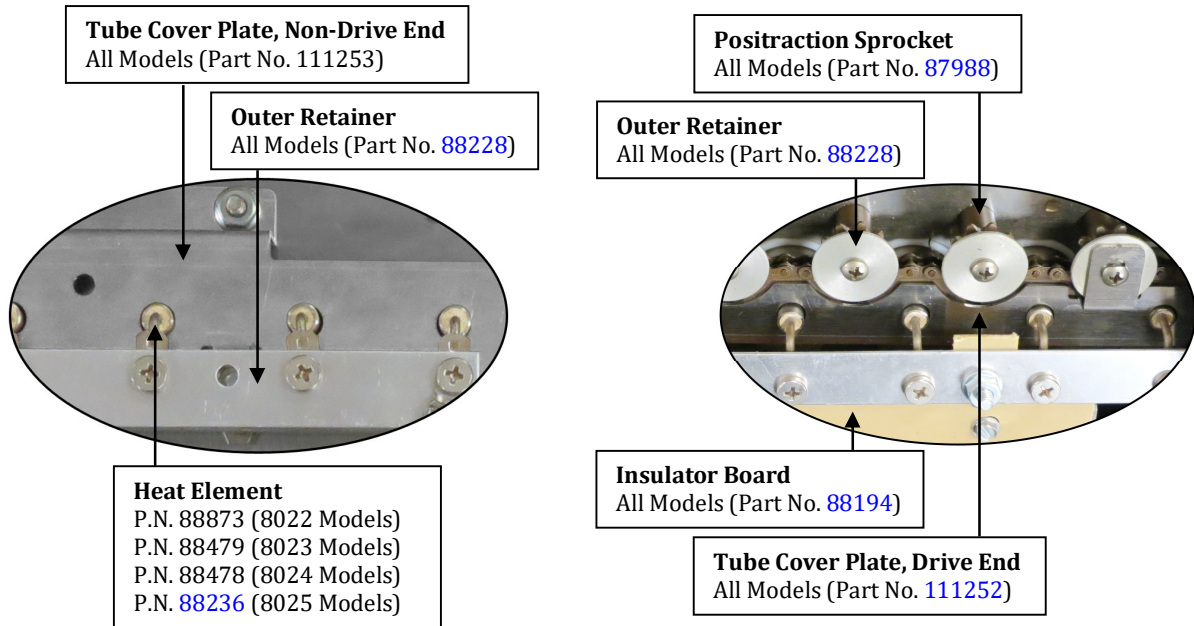 Tube Cover Plate, Non-Drive End
All Models (Part No. 111253)
Outer Retainer
All Models (Part No. 88228)
Heat Element
P.N. 88873 (8022 Models)
P.N. 88479 (8023 Models)
P.N. 88478 (8024 Models)
P.N. 88236 (8025 Models)
Positraction Sprocket
All Models (Part No. 87988)
Outer Retainer
All Models (Part No. 88228)
Insulator Board
All Models (Part No. 88194)
Tube Cover Plate, Drive End
All Models (Part No. 111252)